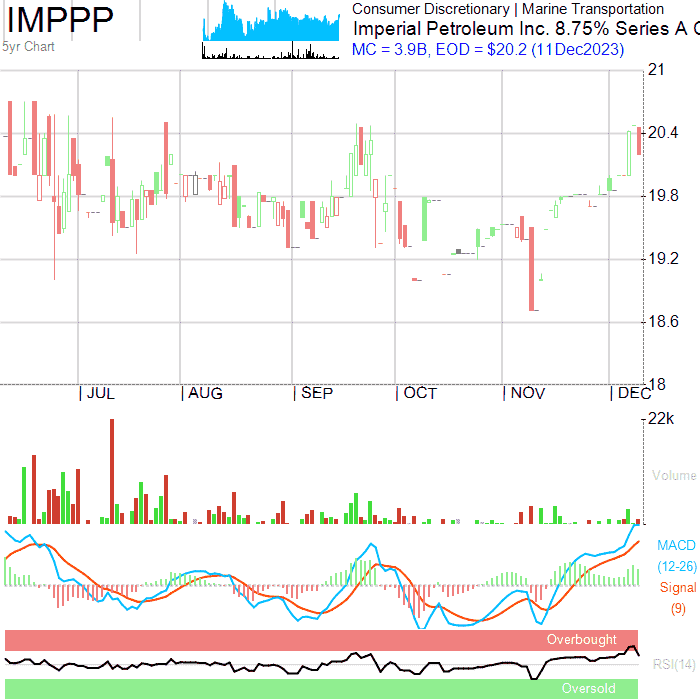 IMPPP
5yr Chart
Consumer Discretionary | Marine Transportation
Imperial Petroleum Inc. 8.75% Series A C
MC = 3.9B, EOD = $20.2 (11Dec2023)
21
20.4
19.8
19.2
18.6
18
JUL
AUG
SEP
OCT
NOV
DEC
22k
Volume
MACD
(12-26)
Signal
(9)
Overbought
RSI(14)
Oversold